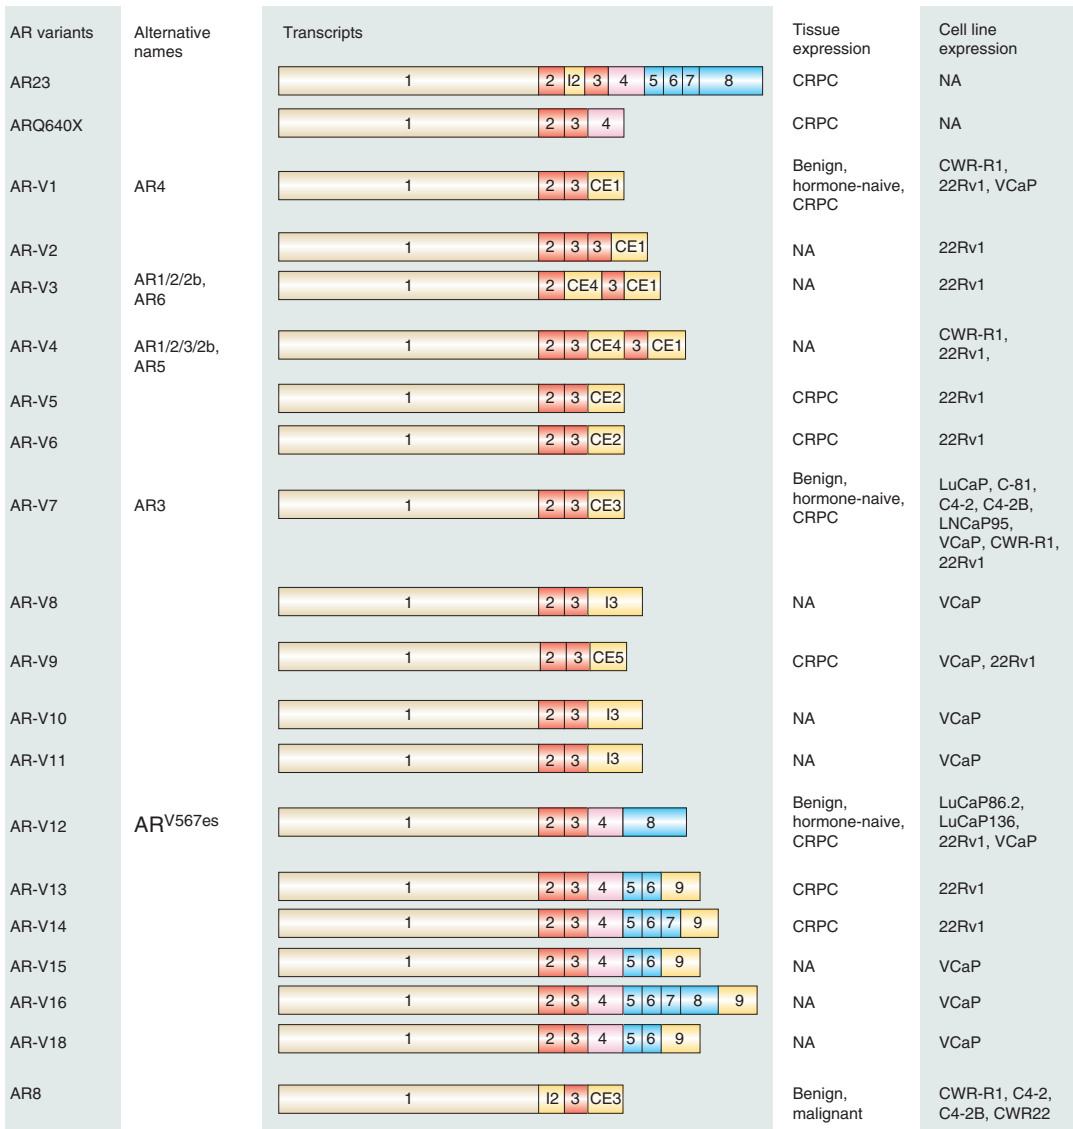 AR variants Alternative names Transcripts Tissue expression Cell line expression
AR23 1 2 I2 3 4 5 6 7 8 CRPC NA
ARQ640X 1 2 3 4 CRPC NA
AR-V1 AR4 1 2 3 CE1 Benign, hormone-naive, CRPC CWR-R1, 22Rv1, VCaP
AR-V2 1 2 3 3 CE1 NA 22Rv1
AR-V3 AR1/2/2b, AR6 1 2 CE4 3 CE1 NA 22Rv1
AR-V4 AR1/2/3/2b, AR5 1 2 3 CE4 3 CE1 NA CWR-R1, 22Rv1,
AR-V5 1 2 3 CE2 CRPC 22Rv1
AR-V6 1 2 3 CE2 CRPC 22Rv1
AR-V7 AR3 1 2 3 CE3 Benign, hormone-naive, CRPC LuCaP, C-81, C4-2, C4-2B, LNCaP95, VCaP, CWR-R1, 22Rv1
AR-V8 1 2 3 I3 NA VCaP
AR-V9 1 2 3 CE5 CRPC VCaP, 22Rv1
AR-V10 1 2 3 I3 NA VCaP
AR-V11 1 2 3 I3 NA VCaP
AR-V12 ARV567es 1 2 3 4 8 Benign, hormone-naive, CRPC LuCaP86.2, LuCaP136, 22Rv1, VCaP
AR-V13 1 2 3 4 5 6 9 CRPC 22Rv1
AR-V14 1 2 3 4 5 6 7 9 CRPC 22Rv1
AR-V15 1 2 3 4 5 6 9 NA VCaP
AR-V16 1 2 3 4 5 6 7 8 9 NA VCaP
AR-V18 1 2 3 4 5 6 9 NA VCaP
AR8 1 I2 3 CE3 Benign, malignant CWR-R1, C4-2, C4-2B, CWR22